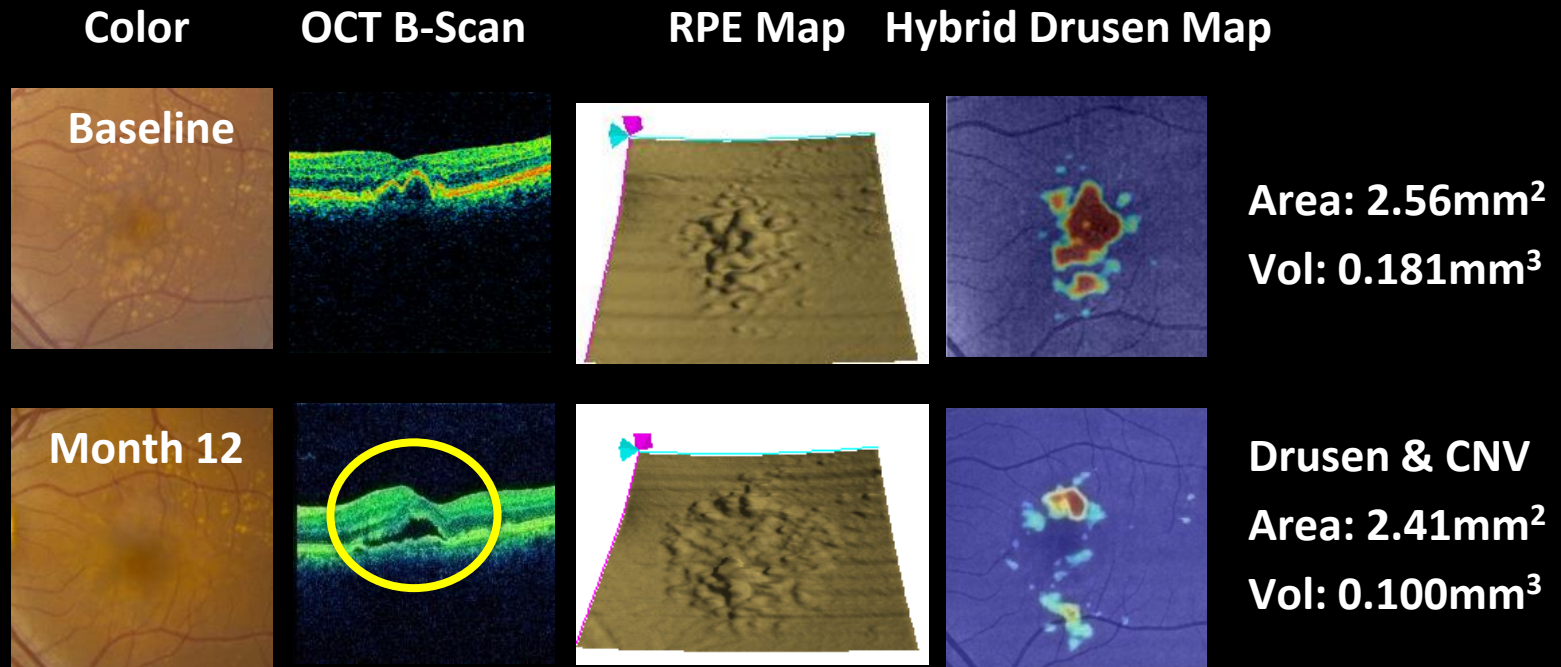 Color OCT B-Scan RPE Map Hybrid Drusen Map
Baseline
Area: 2.56mm²
Vol: 0.181mm³
Month 12
Drusen & CNV
Area: 2.41mm²
Vol: 0.100mm³